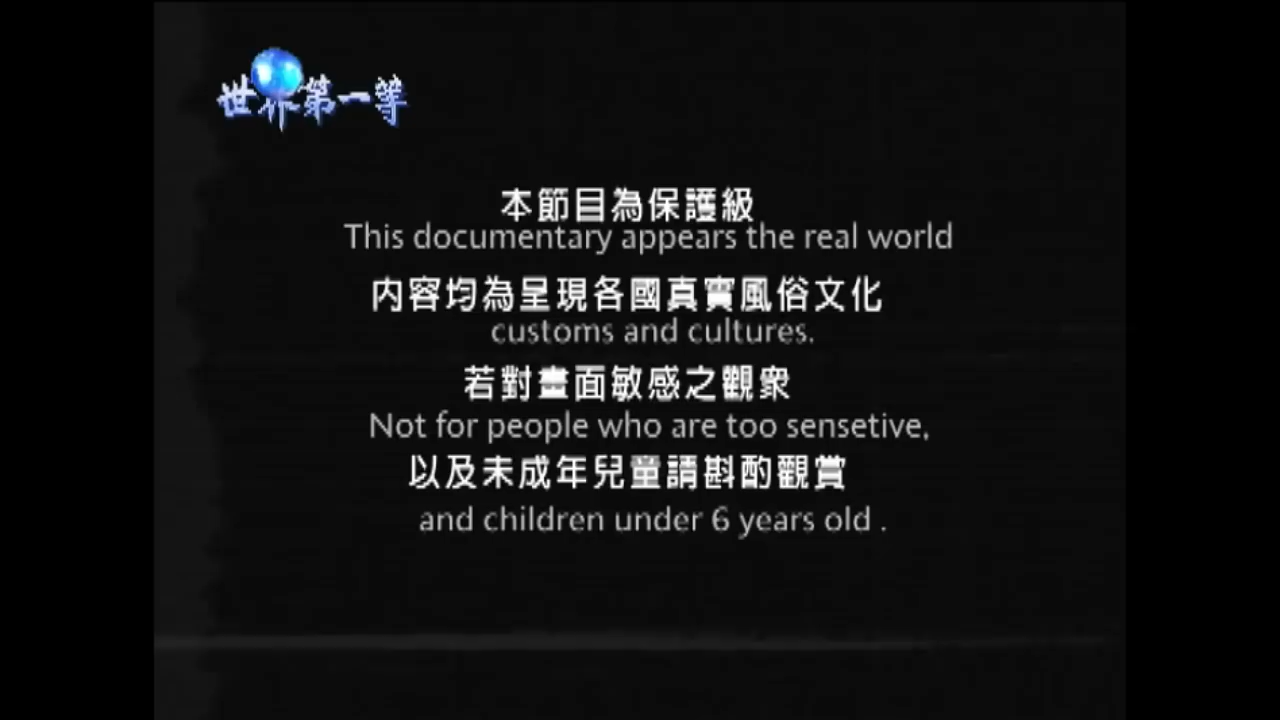 世界第一等
本節目為保護級
This documentary appears the real world
內容均為呈現各國真實風俗文化
customs and cultures.
若對畫面敏感之觀眾
Not for people who are too sensetive,
以及未成年兒童請斟酌觀賞
and children under 6 years old .